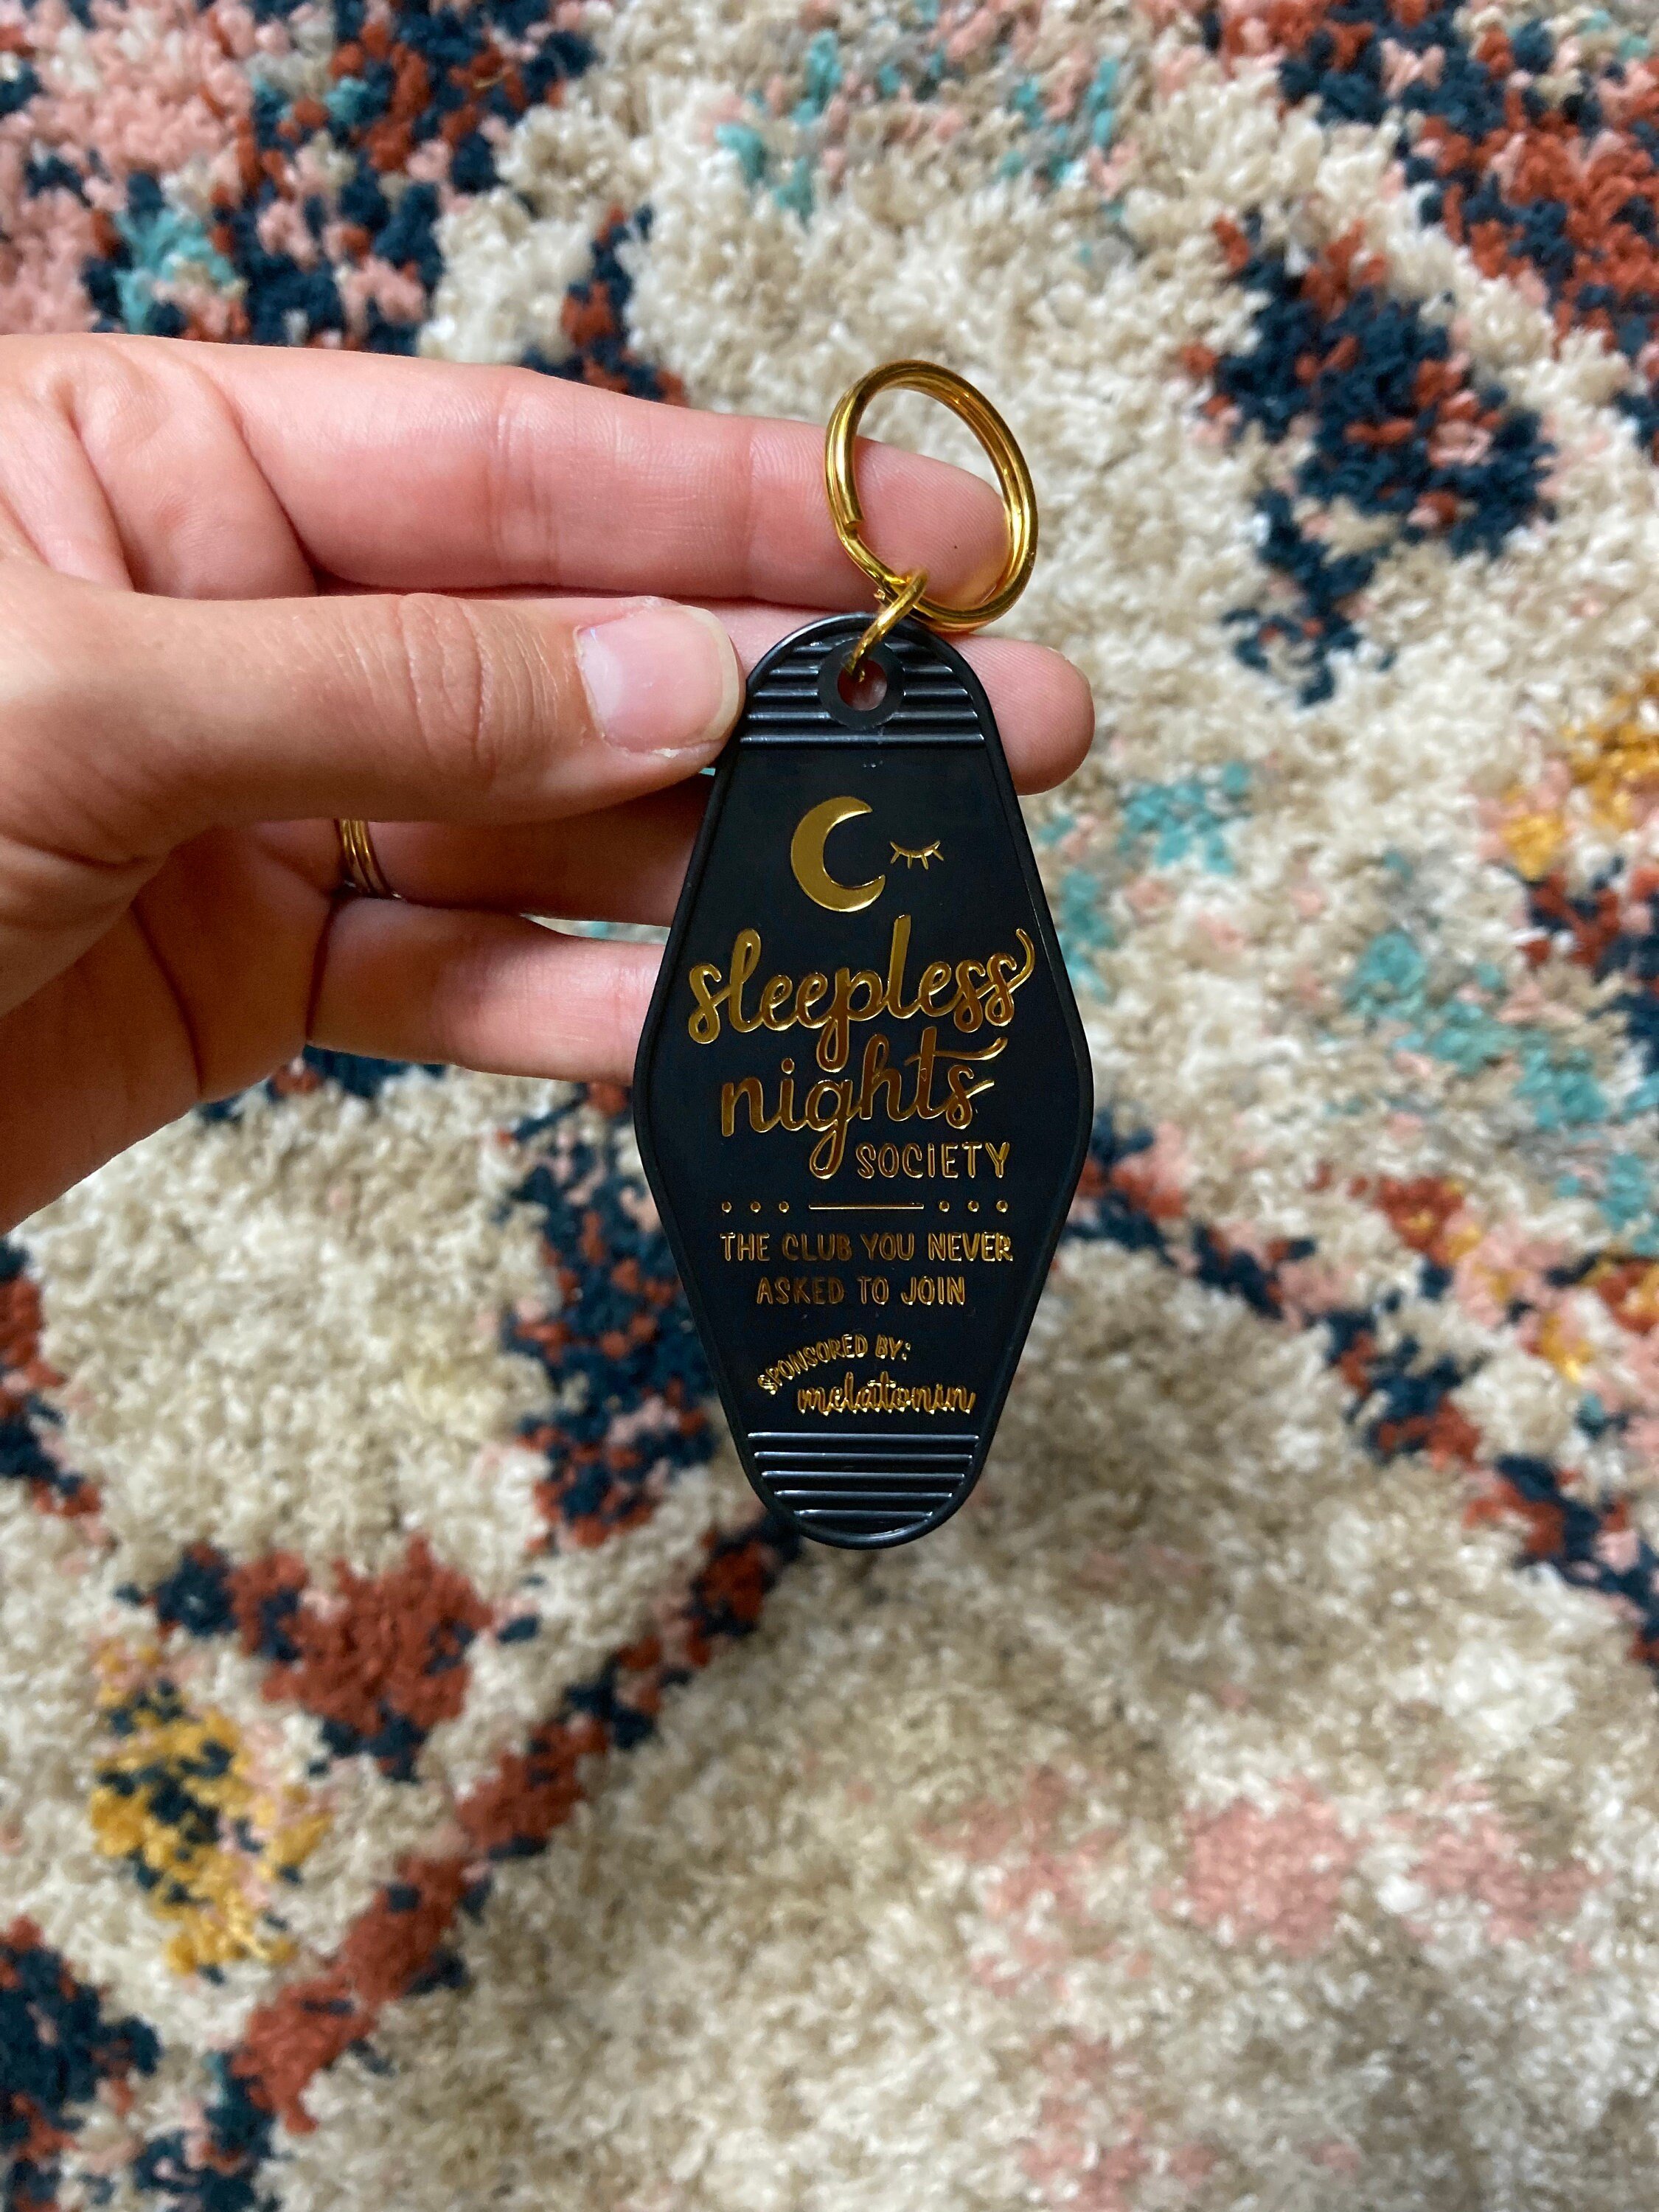 sleepless
nights
SOCIETY
THE CLUB YOU NEVER
ASKED TO JOIN
SPONSORED BY:
melatonin